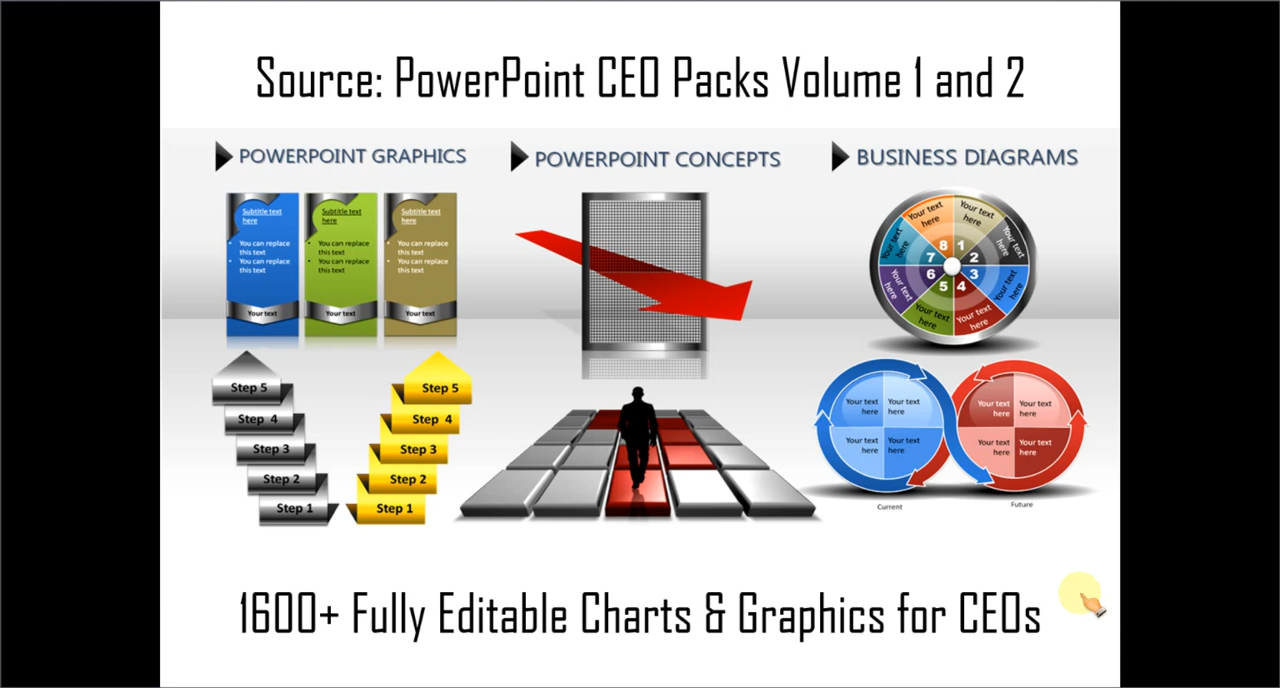 Source: PowerPoint CEO Packs Volume 1 and 2
POWERPOINT GRAPHICS
POWERPOINT CONCEPTS
BUSINESS DIAGRAMS
Subtitle text
here
• You can replace
this text
• You can replace
this text
Your text
Subtitle text
here
• You can replace
this text
• You can replace
this text
Your text
Subtitle text
here
• You can replace
this text
• You can replace
this text
Your text
Step 5
Step 4
Step 3
Step 2
Step 1
Step 5
Step 4
Step 3
Step 2
Step 1
Your text
here
1
Your text
here
2
Your text
here
3
Your text
here
4
Your text
here
5
Your text
here
6
Your text
here
7
Your text
here
8
Your text
here
Your text
here
Your text
here
Your text
here
Current
Your text
here
Your text
here
Your text
here
Your text
here
Future
1600+ Fully Editable Charts & Graphics for CEOs